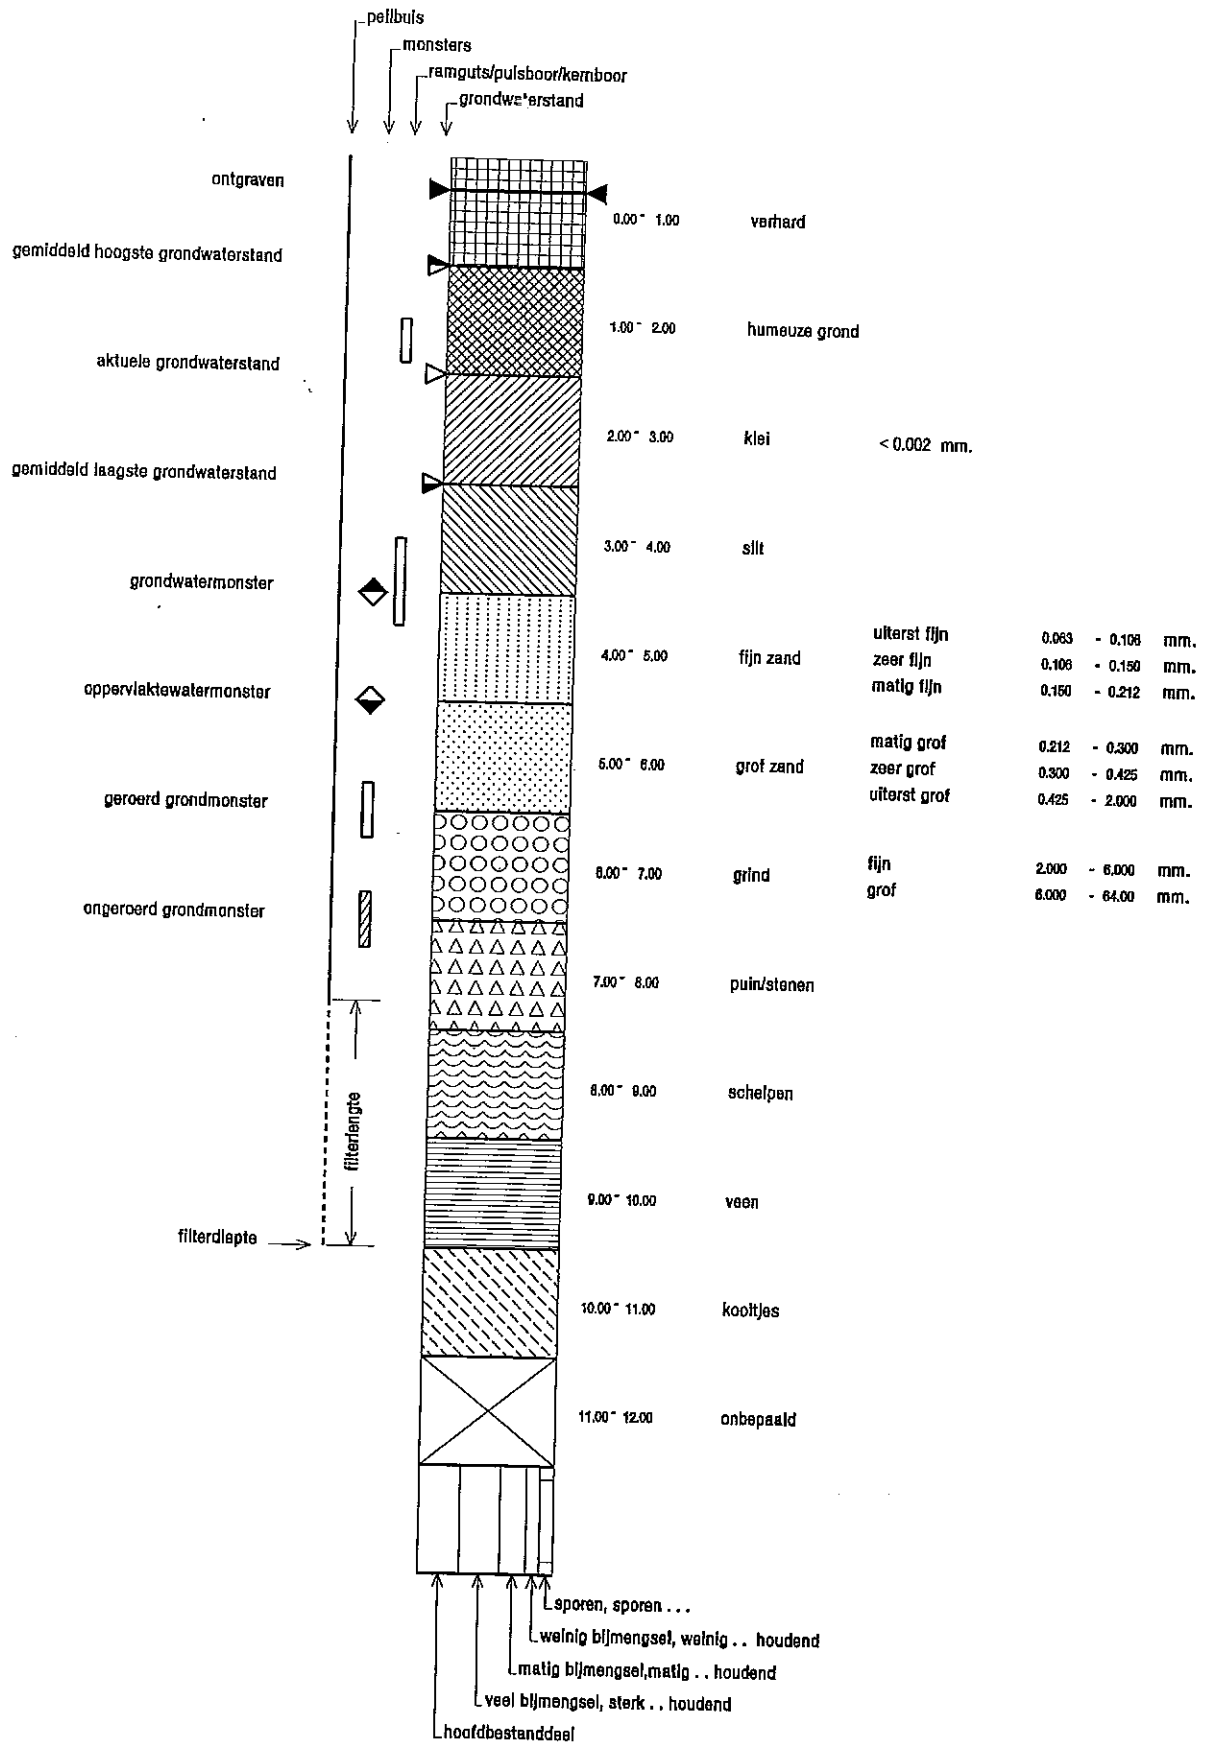 peilbuis
monsters
ramguts/pulsboor/kernboor
grondwaterstand
ontgraven
0.00 - 1.00 verhard
gemiddeld hoogste grondwaterstand
1.00 - 2.00 humeuze grond
aktuele grondwaterstand
2.00 - 3.00 klei <0.002 mm.
gemiddeld laagste grondwaterstand
3.00 - 4.00 silt
grondwatermonster
uiterst fijn 0.063 - 0.106 mm.
4.00 - 5.00 fijn zand zeer fijn 0.106 - 0.150 mm.
matig fijn 0.150 - 0.212 mm.
oppervlaktewatermonster
matig grof 0.212 - 0.300 mm.
5.00 - 6.00 grof zand zeer grof 0.300 - 0.425 mm.
uiterst grof 0.425 - 2.000 mm.
geroerd grondmonster
6.00 - 7.00 grind fijn 2.000 - 6.000 mm.
grof 6.000 - 64.00 mm.
ongeroerd grondmonster
7.00 - 8.00 puin/stenen
8.00 - 9.00 schelpen
filterlengte
9.00 - 10.00 veen
filterdiepte
10.00 - 11.00 kooltjes
11.00 - 12.00 onbepaald
sporen, sporen . . .
weinig bijmengsel, weinig . . houdend
matig bijmengsel,matig . . houdend
veel bijmengsel, sterk . . houdend
hoofdbestanddeel